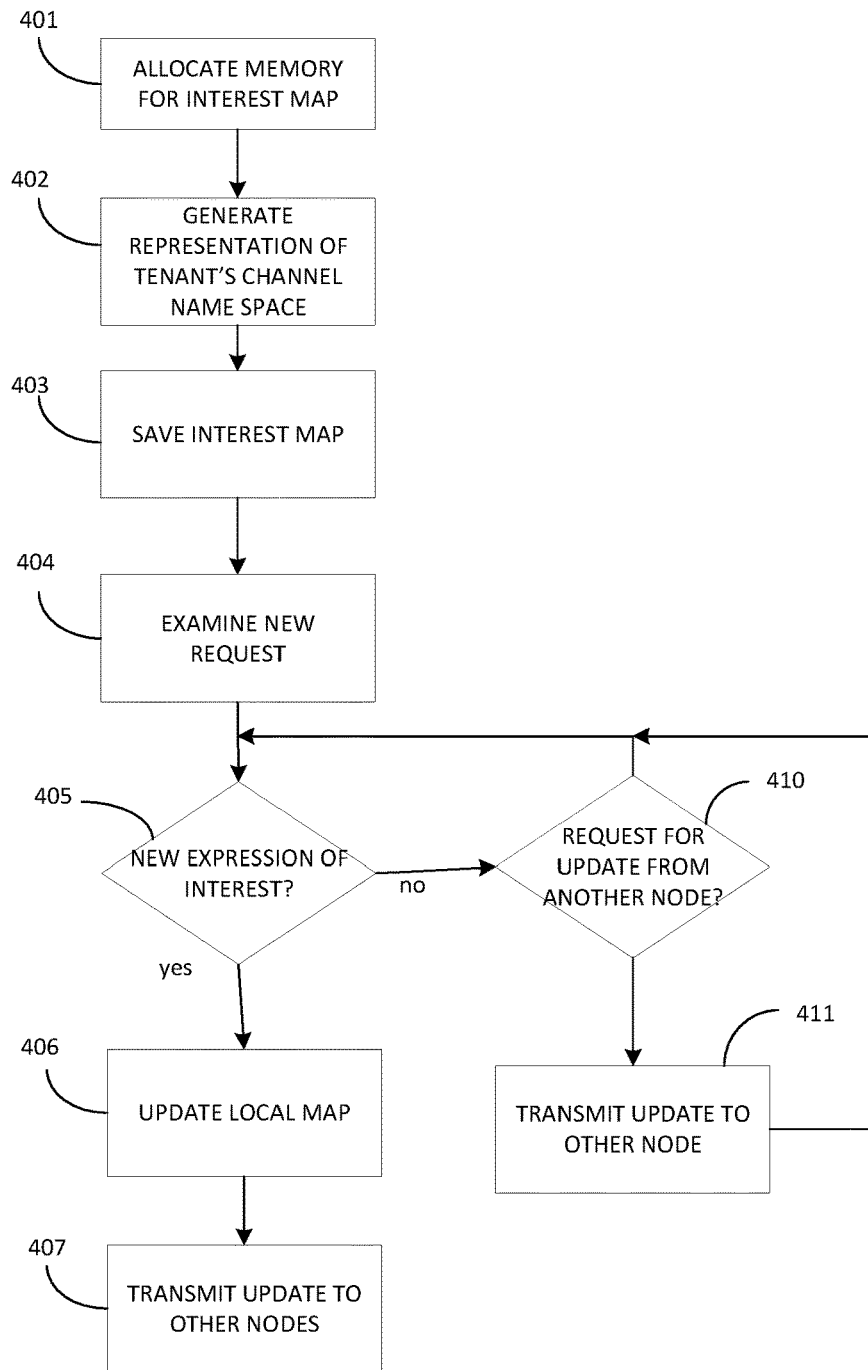 401
ALLOCATE MEMORY
FOR INTEREST MAP
402
GENERATE
REPRESENTATION OF
TENANT'S CHANNEL
NAME SPACE
403
SAVE INTEREST MAP
404
EXAMINE NEW
REQUEST
405
NEW EXPRESSION OF
INTEREST?
no
yes
410
REQUEST FOR
UPDATE FROM
ANOTHER NODE?
406
UPDATE LOCAL MAP
411
TRANSMIT UPDATE TO
OTHER NODE
407
TRANSMIT UPDATE TO
OTHER NODES